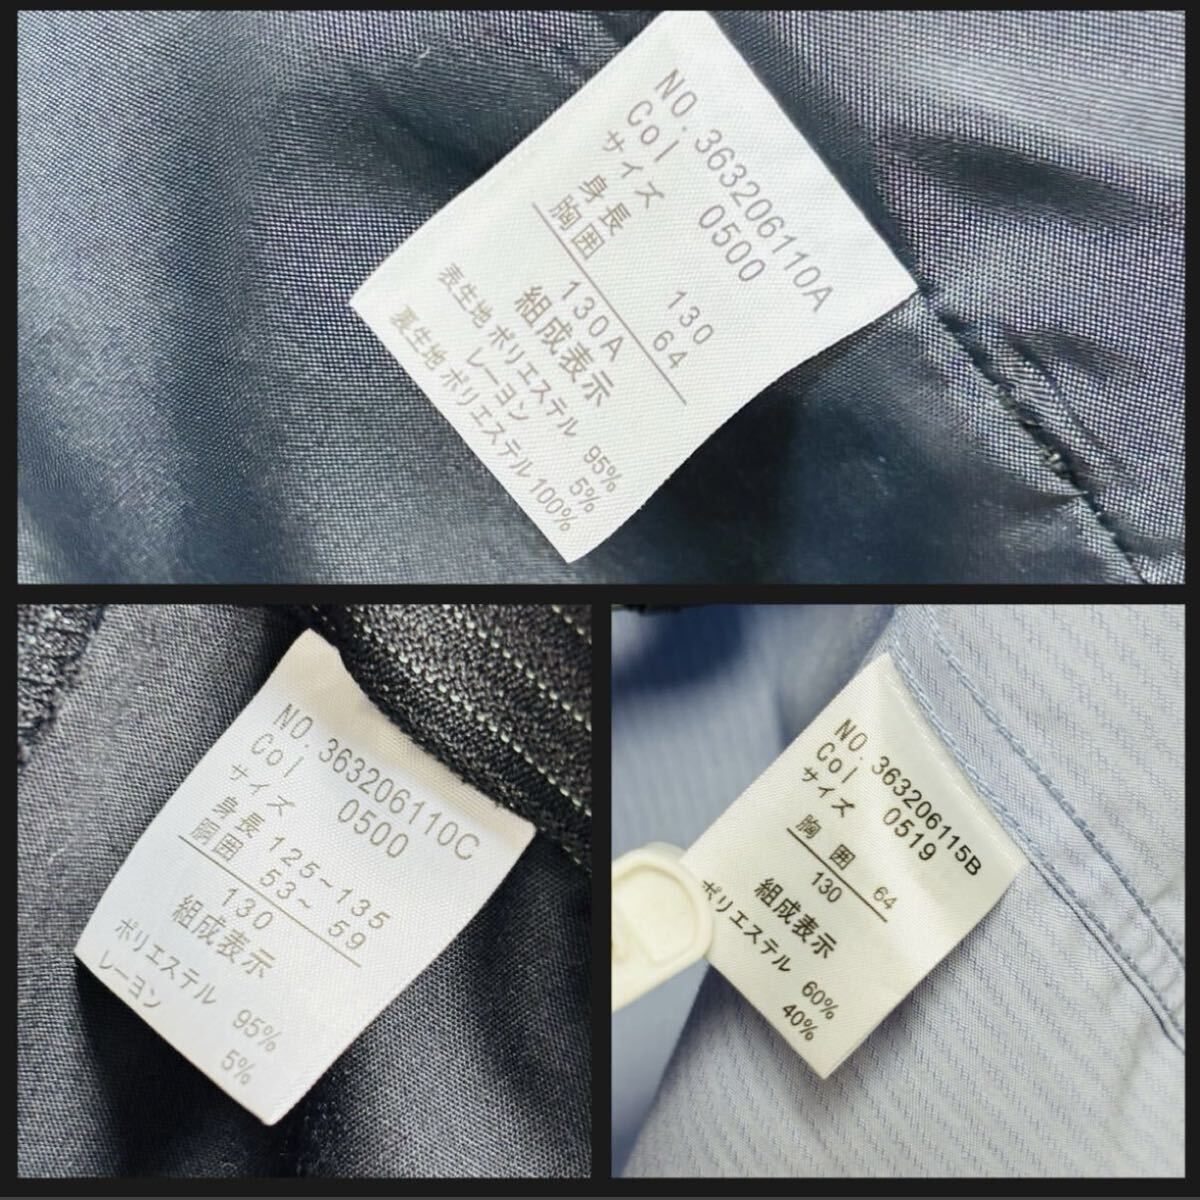 NO. 363206110A
Col 0500
サイズ
身長 130
胸囲 64
130A
組成表示
表生地 ポリエステル 95%
レーヨン 5%
裏生地 ポリエステル 100%
NO. 363206110C
Col 0500
サイズ
身長 125~135
胴囲 53~ 59
130
組成表示
ポリエステル 95%
レーヨン 5%
NO. 363206115B
Col 0519
サイズ
胸囲 64
130
組成表示
ポリエステル 60%
40%